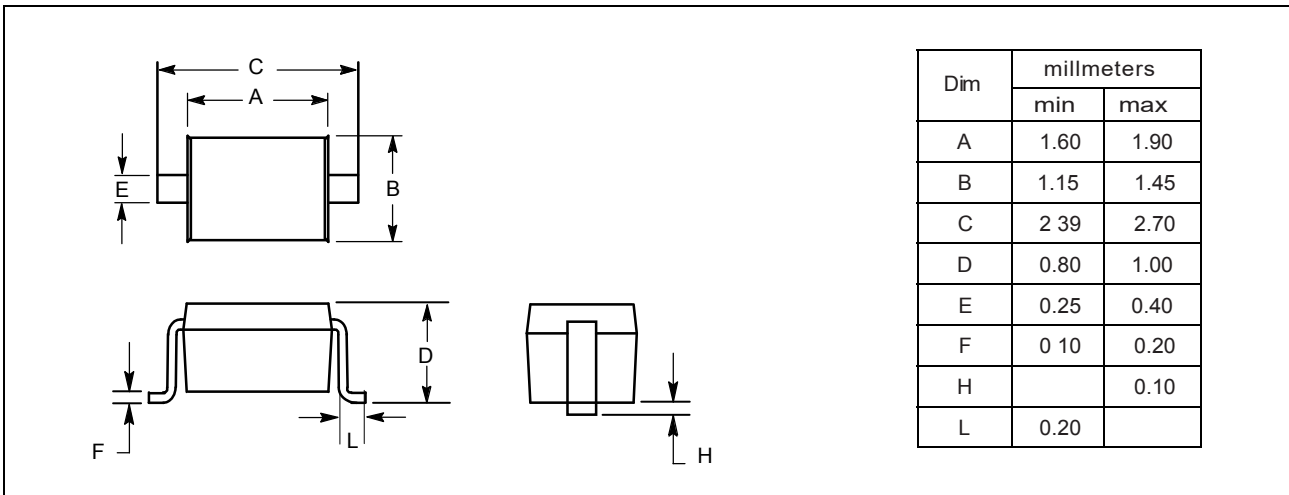 C
A
E
B
D
F
L
H
Dim millmeters
min max
A 1.60 1.90
B 1.15 1.45
C 2 39 2.70
D 0.80 1.00
E 0.25 0.40
F 0 10 0.20
H 0.10
L 0.20